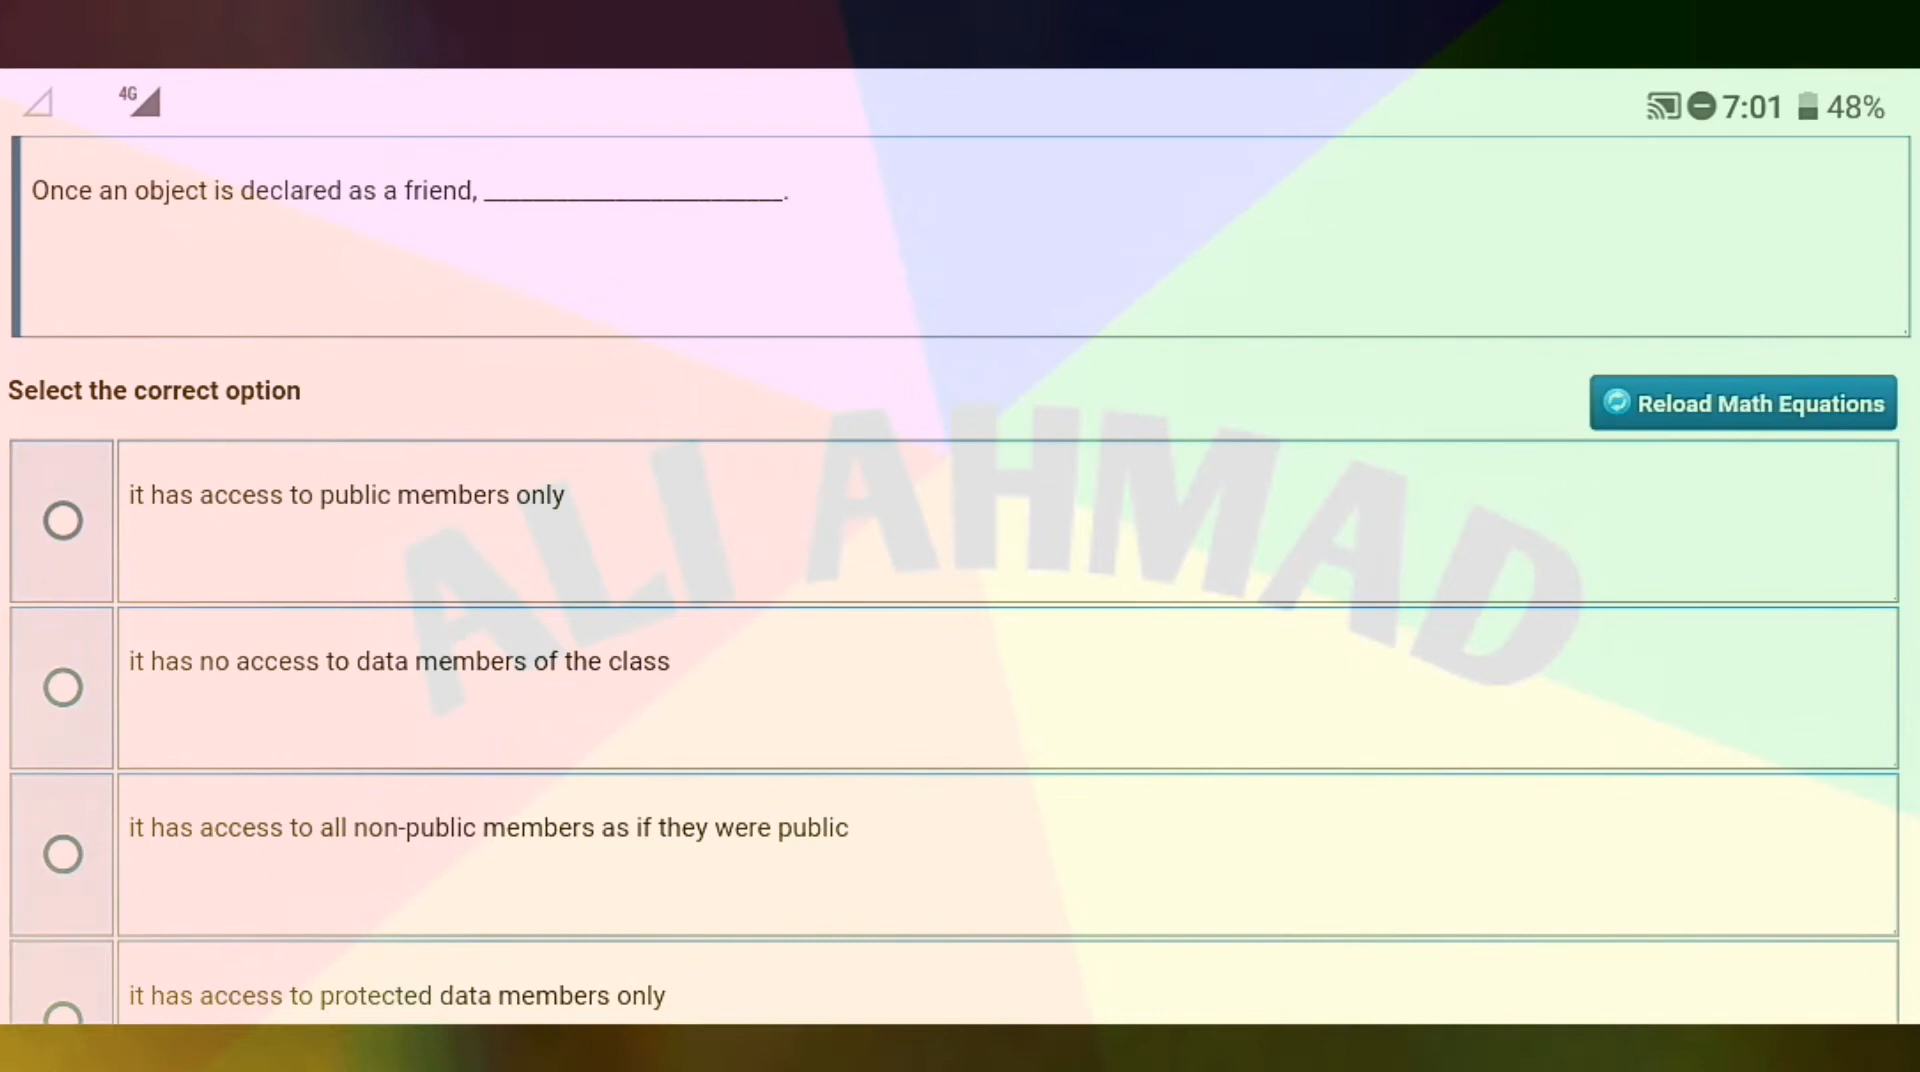 4G
7:01 48%
Once an object is declared as a friend, ______________________.
Select the correct option
Reload Math Equations
it has access to public members only
it has no access to data members of the class
it has access to all non-public members as if they were public
it has access to protected data members only
ALI AHMAD